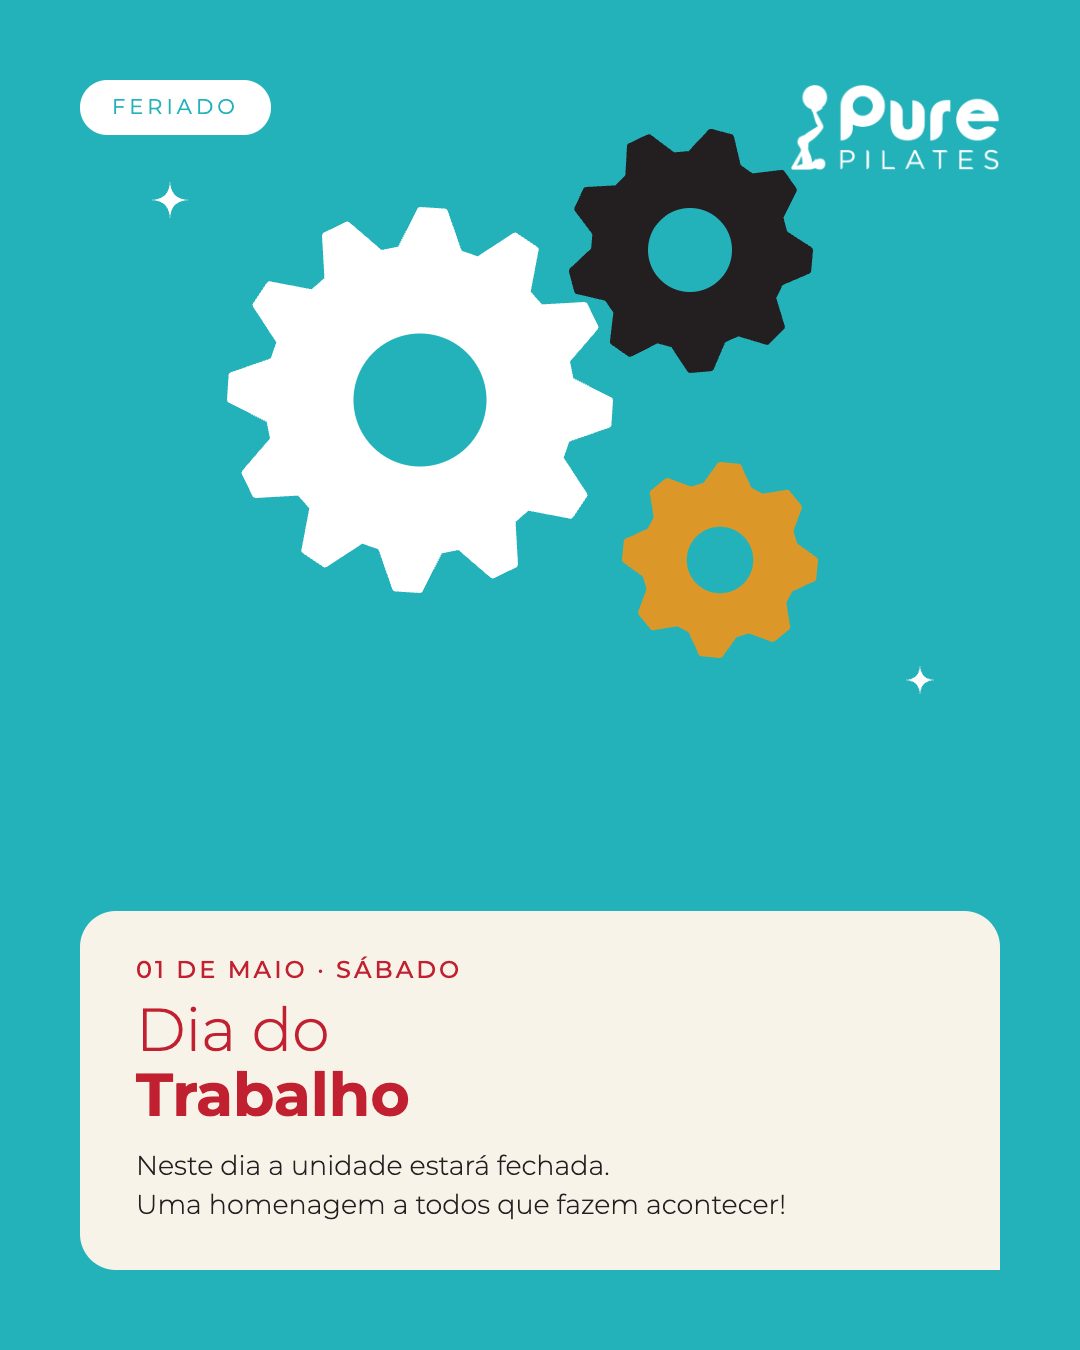 FERIADO
Pure
PILATES
01 DE MAIO · SÁBADO
Dia do
Trabalho
Neste dia a unidade estará fechada.
Uma homenagem a todos que fazem acontecer!